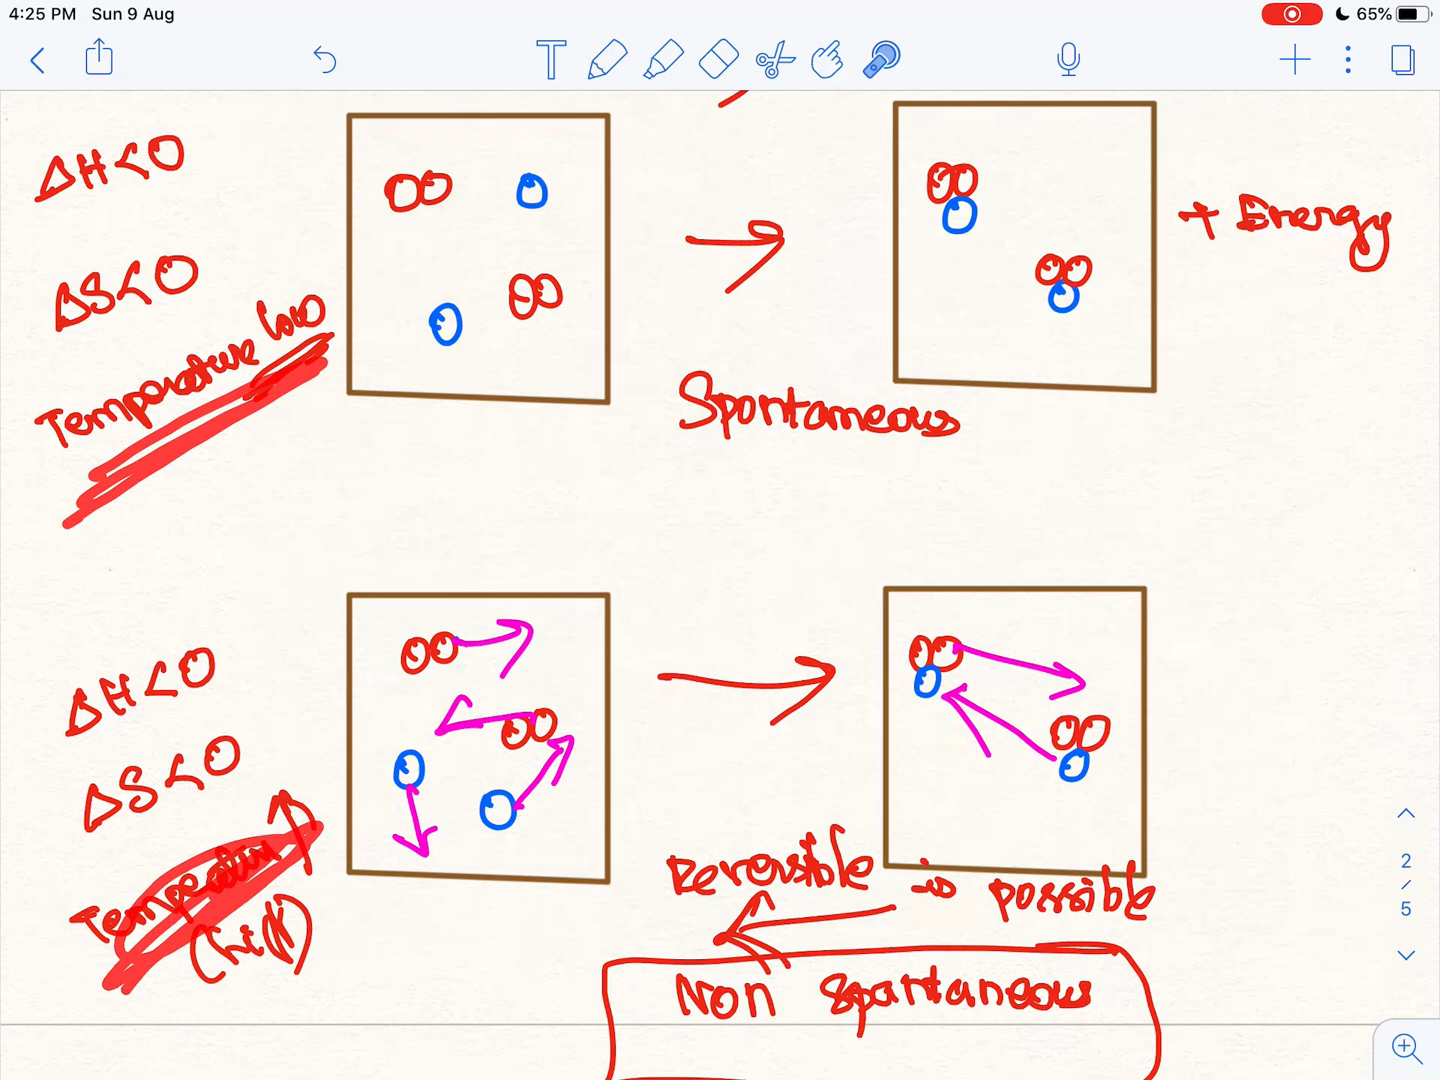 4:25 PM Sun 9 Aug
65%
T
ΔH<0
+ Energy
ΔS<0
Temperature low
Spontaneous
ΔH<0
ΔS<0
Reversible is possible
(high)
Non Spontaneous
2
/
5